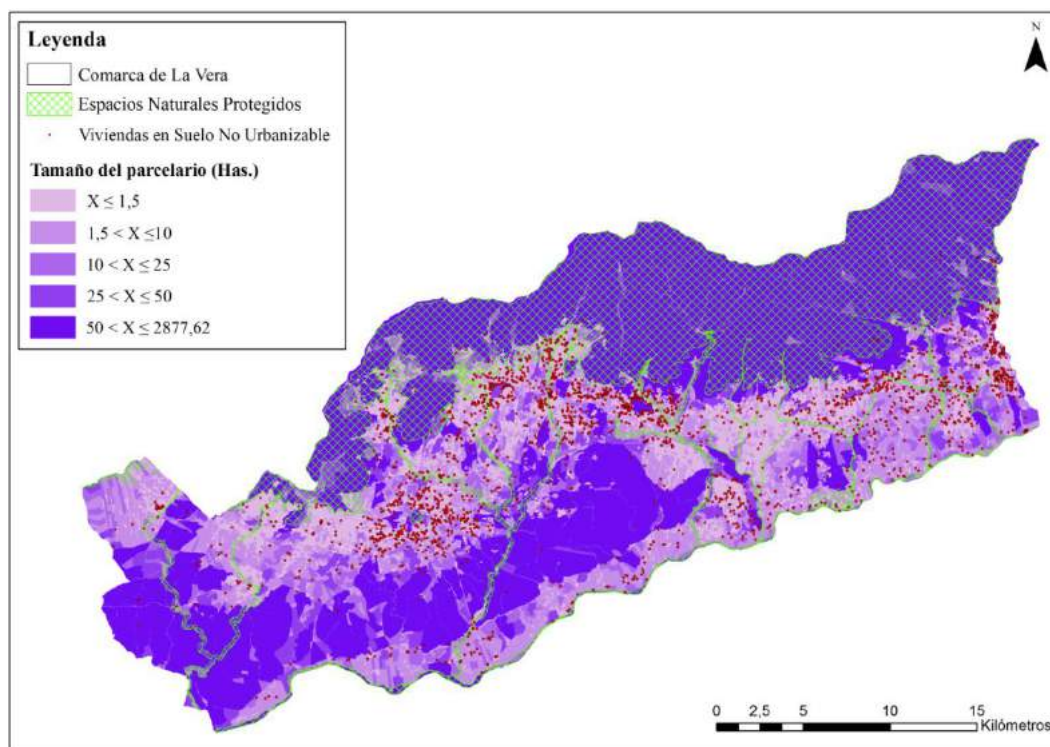 Leyenda
Comarca de La Vera
Espacios Naturales Protegidos
Viviendas en Suelo No Urbanizable
Tamaño del parcelario (Has.)
X ≤ 1,5
1,5 < X ≤10
10 < X ≤ 25
25 < X ≤ 50
50 < X ≤ 2877,62
N
0 2,5 5 10 15
Kilómetros